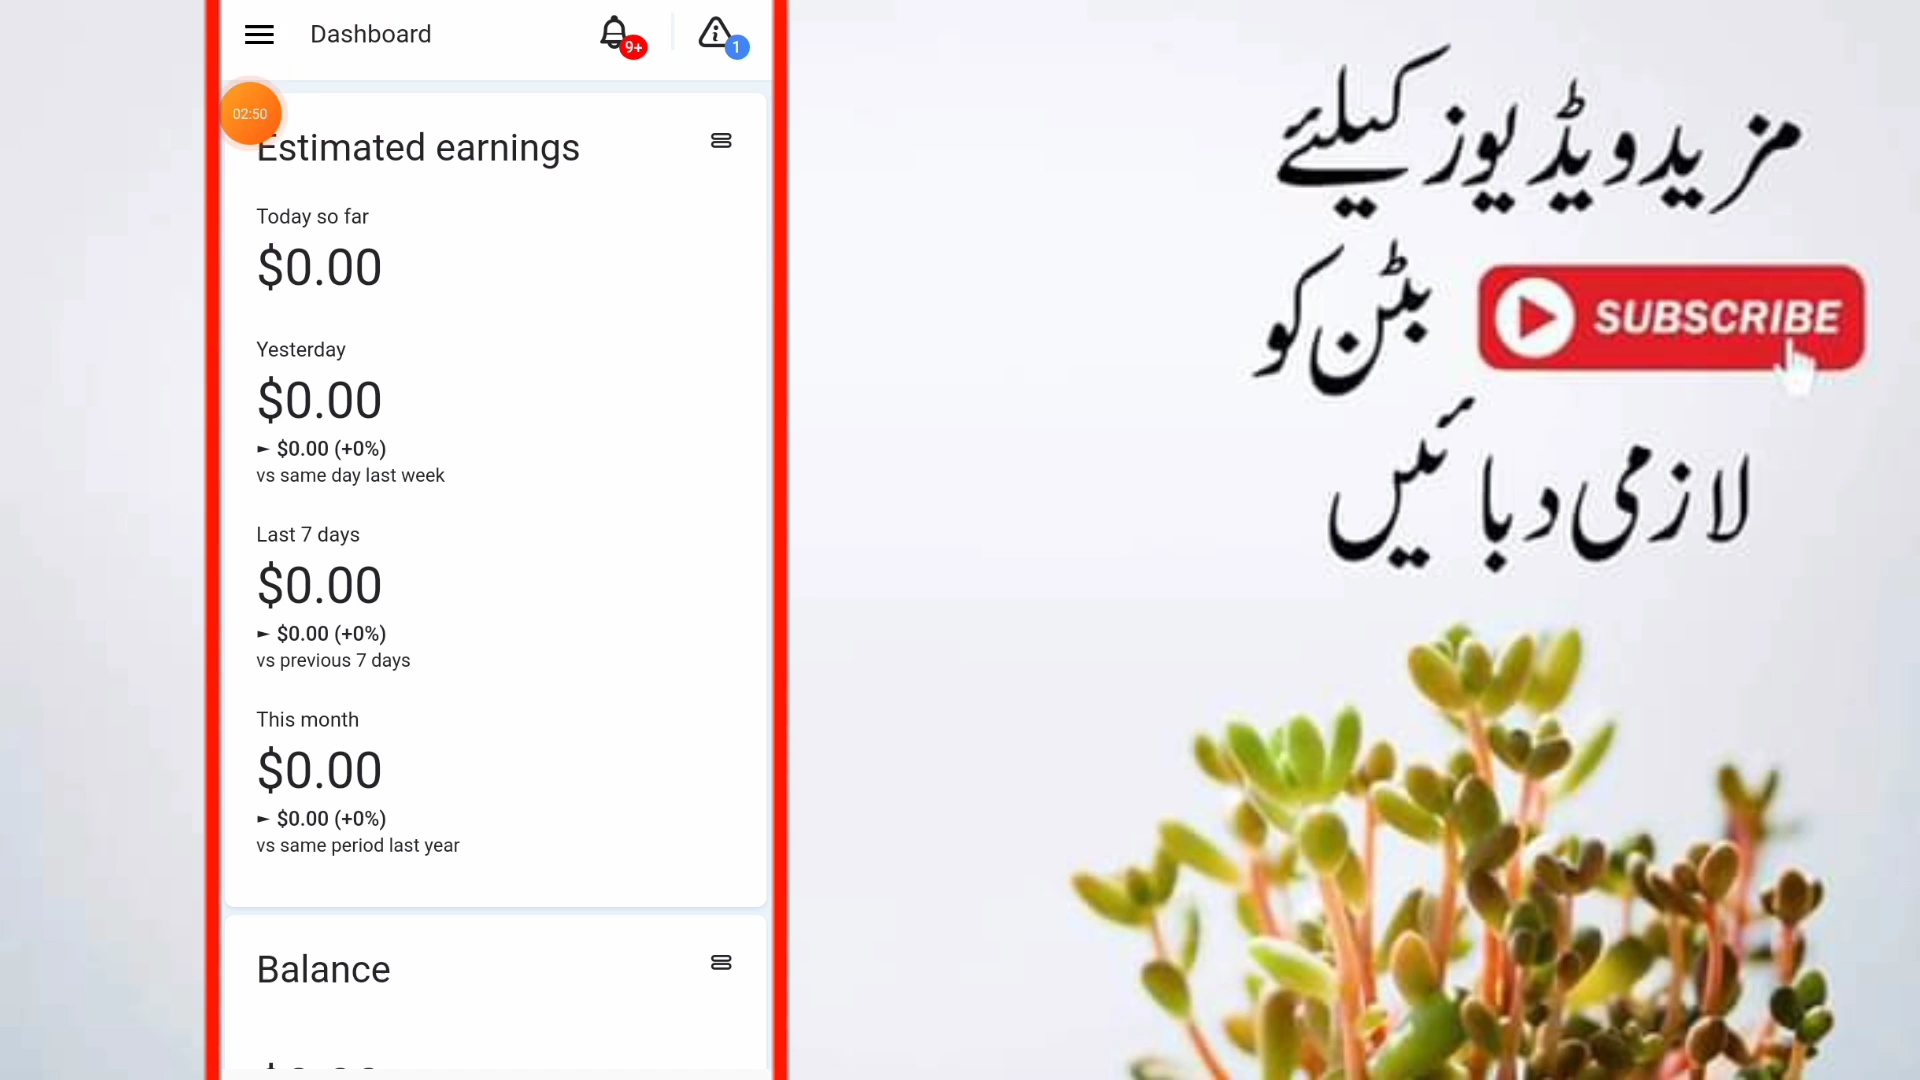 Dashboard
9+
1
02:50
Estimated earnings
Today so far
$0.00
Yesterday
$0.00
► $0.00 (+0%)
vs same day last week
Last 7 days
$0.00
► $0.00 (+0%)
vs previous 7 days
This month
$0.00
► $0.00 (+0%)
vs same period last year
Balance
مزید ویڈیوز کیلئے
SUBSCRIBE بٹن کو
لازمی دبائیں